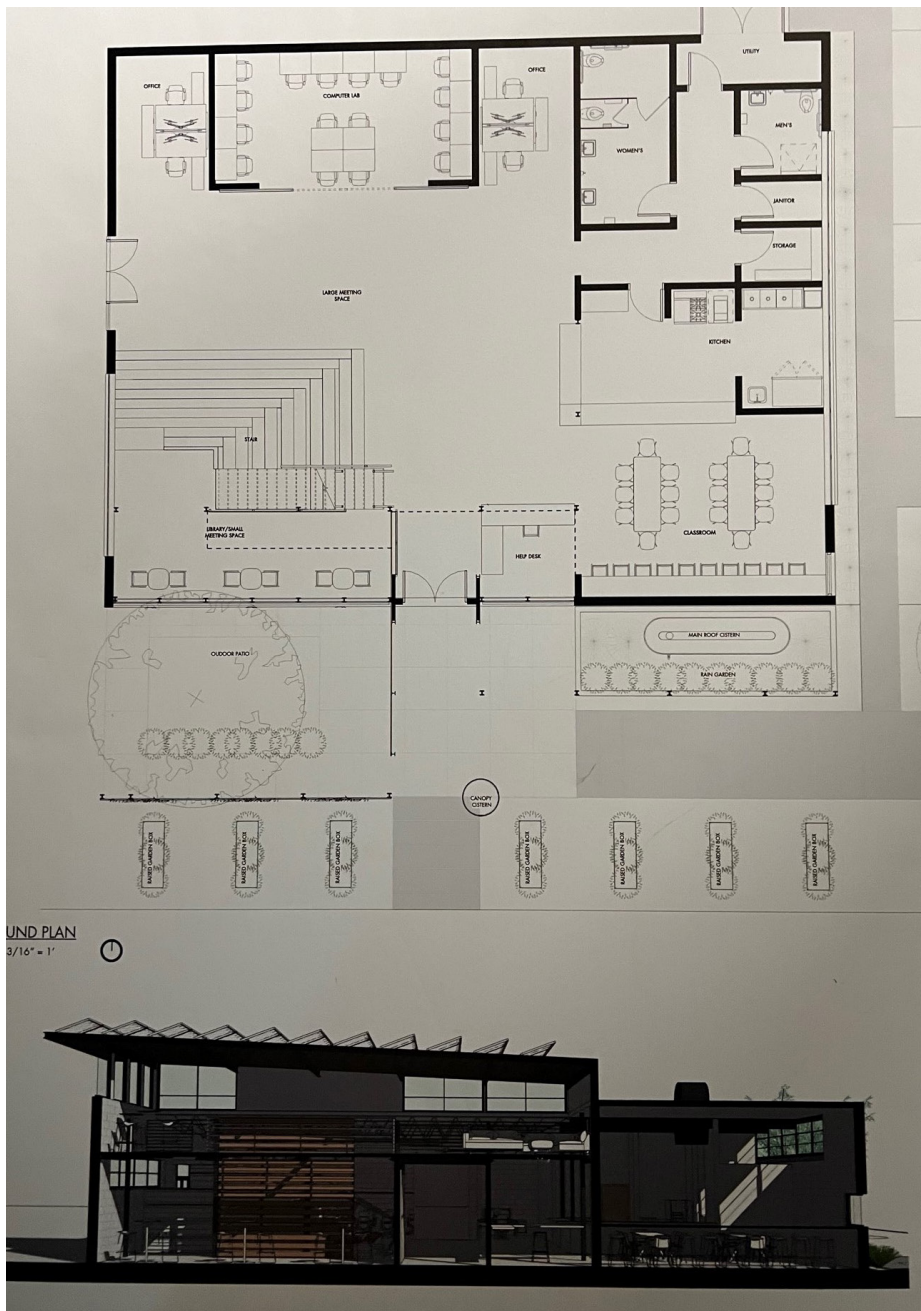 UTILITY
OFFICE
OFFICE
COMPUTER LAB
MEN'S
WOMEN'S
JANITOR
STORAGE
LARGE MEETING
SPACE
KITCHEN
STAIR
LIBRARY/SMALL
MEETING SPACE
CLASSROOM
HELP DESK
MAIN ROOF CISTERN
OUDOOR PATIO
RAIN GARDEN
CANOPY
CISTERN
RAISED GARDEN BOX
RAISED GARDEN BOX
RAISED GARDEN BOX
RAISED GARDEN BOX
RAISED GARDEN BOX
RAISED GARDEN BOX
RAISED GARDEN BOX
UND PLAN
3/16" = 1'